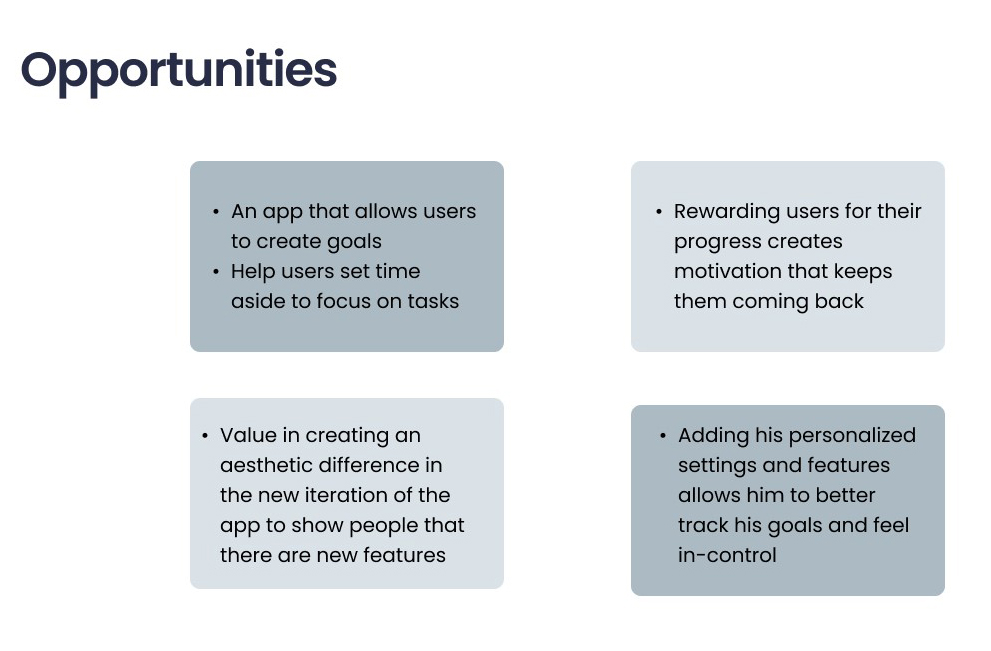 Opportunities
• An app that allows users
to create goals
• Help users set time
aside to focus on tasks
• Rewarding users for their
progress creates
motivation that keeps
them coming back
• Value in creating an
aesthetic difference in
the new iteration of the
app to show people that
there are new features
• Adding his personalized
settings and features
allows him to better
track his goals and feel
in-control